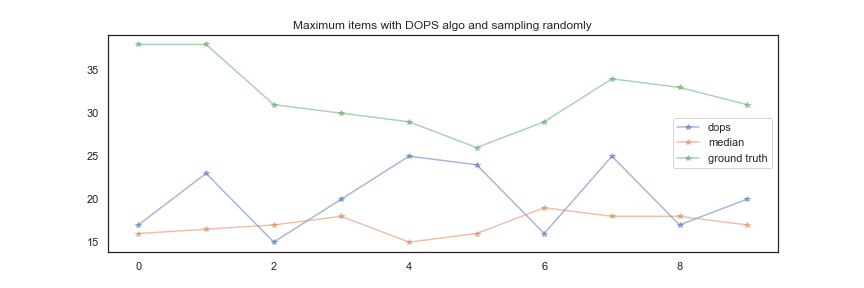 Maximum items with DOPS algo and sampling randomly
35
30
25
20
15
dops
median
ground truth
0 2 4 6 8